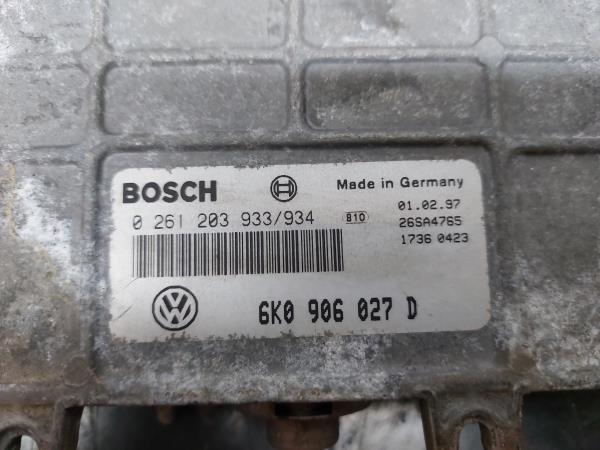 BOSCH Made in Germany
0 261 203 933/934 810 01.02.97
26SA4765
1736 0423
VW
6K0 906 027 D